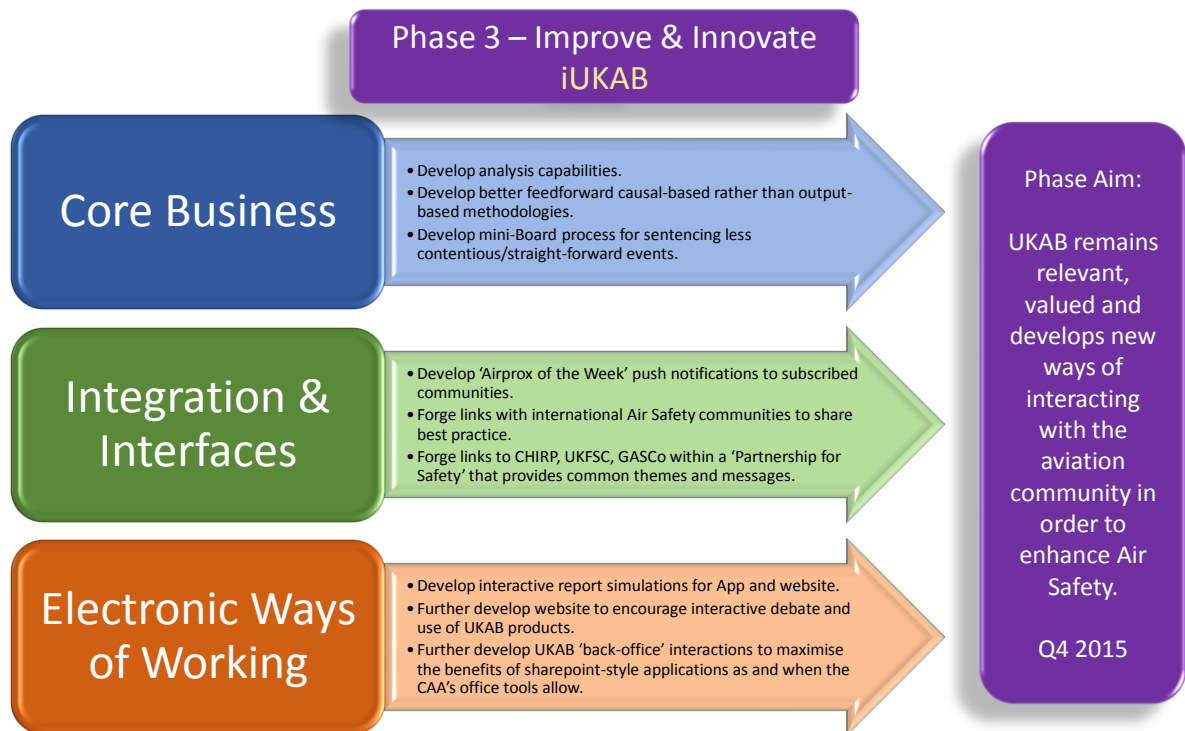 Phase 3 – Improve & Innovate
iUKAB
Core Business
• Develop analysis capabilities.
• Develop better feedforward causal-based rather than output-
based methodologies.
• Develop mini-Board process for sentencing less
contentious/straight-forward events.
Integration &
Interfaces
• Develop ‘Airprox of the Week’ push notifications to subscribed
communities.
• Forge links with international Air Safety communities to share
best practice.
• Forge links to CHIRP, UKFSC, GASCo within a ‘Partnership for
Safety’ that provides common themes and messages.
Electronic Ways
of Working
• Develop interactive report simulations for App and website.
• Further develop website to encourage interactive debate and
use of UKAB products.
• Further develop UKAB ‘back-office’ interactions to maximise
the benefits of sharepoint-style applications as and when the
CAA’s office tools allow.
Phase Aim:
UKAB remains
relevant,
valued and
develops new
ways of
interacting
with the
aviation
community in
order to
enhance Air
Safety.
Q4 2015